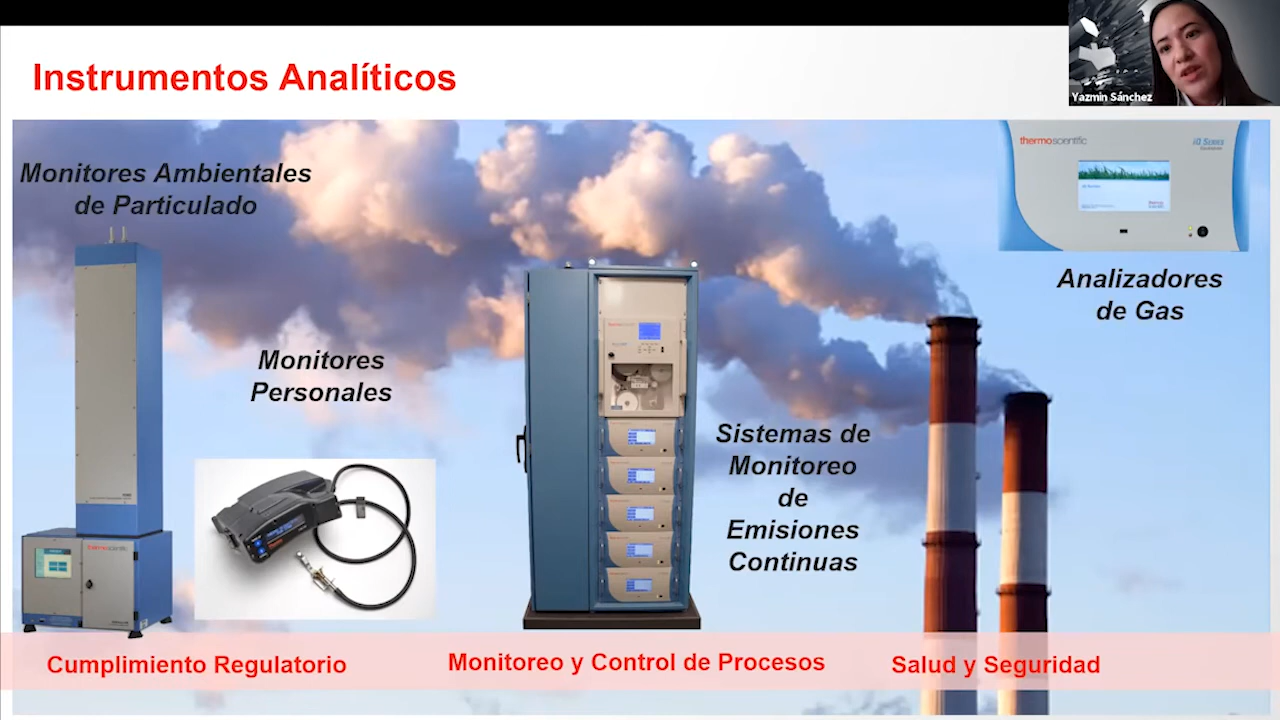 Instrumentos Analíticos
Yazmin Sánchez
Monitores Ambientales
de Particulado
thermoscientific
iQ SERIES
Analizadores
de Gas
Monitores
Personales
Sistemas de
Monitoreo
de
Emisiones
Continuas
thermoscientific
Cumplimiento Regulatorio
Monitoreo y Control de Procesos
Salud y Seguridad